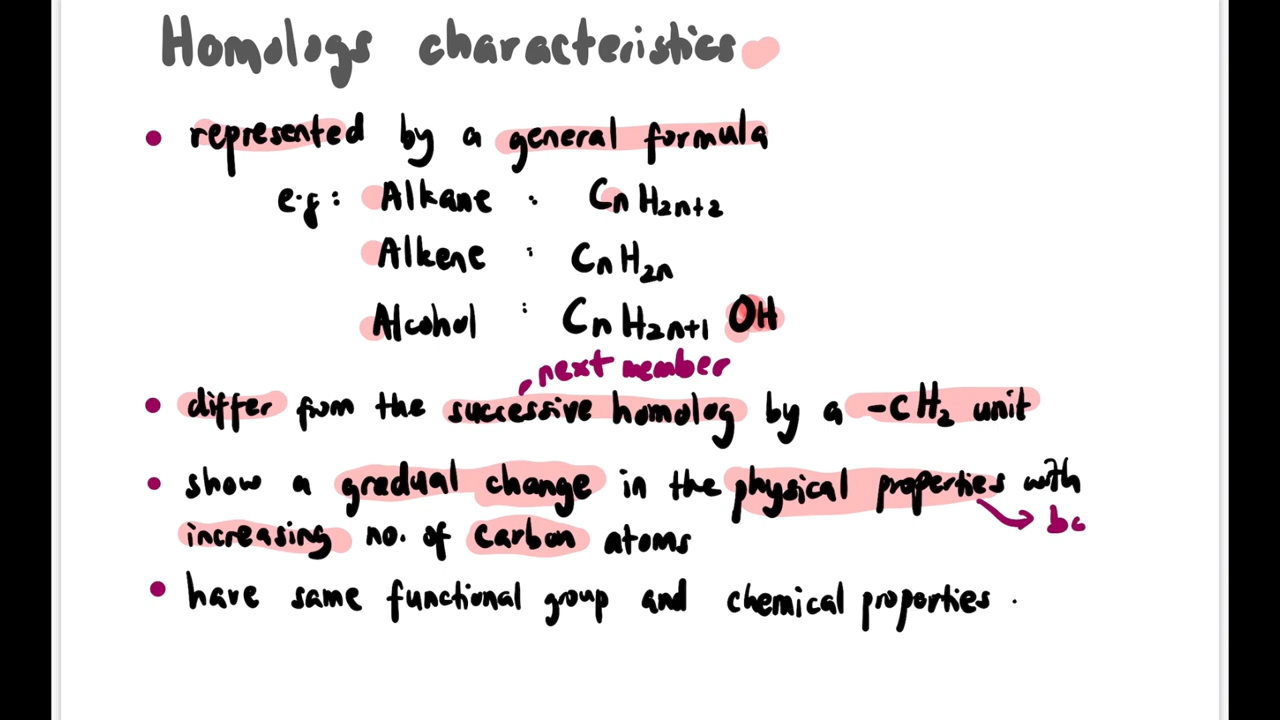 Homologs characteristics
• represented by a general formula
e.g: Alkane : CnH2n+2
Alkene : CnH2n
Alcohol : CnH2n+1 OH
next member
• differ from the successive homolog by a -CH2 unit
• show a gradual change in the physical properties with
bo
increasing no. of carbon atoms
• have same functional group and chemical properties.